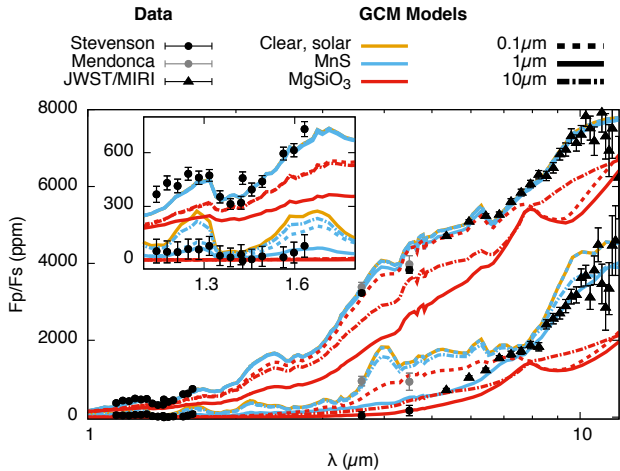 Data GCM Models
Stevenson Clear, solar 0.1μm
Mendonca MnS 1μm
JWST/MIRI MgSiO₃ 10μm
8000
6000
4000
2000
0
Fp/Fs (ppm)
600
300
0
1.3 1.6
1 10
λ (μm)